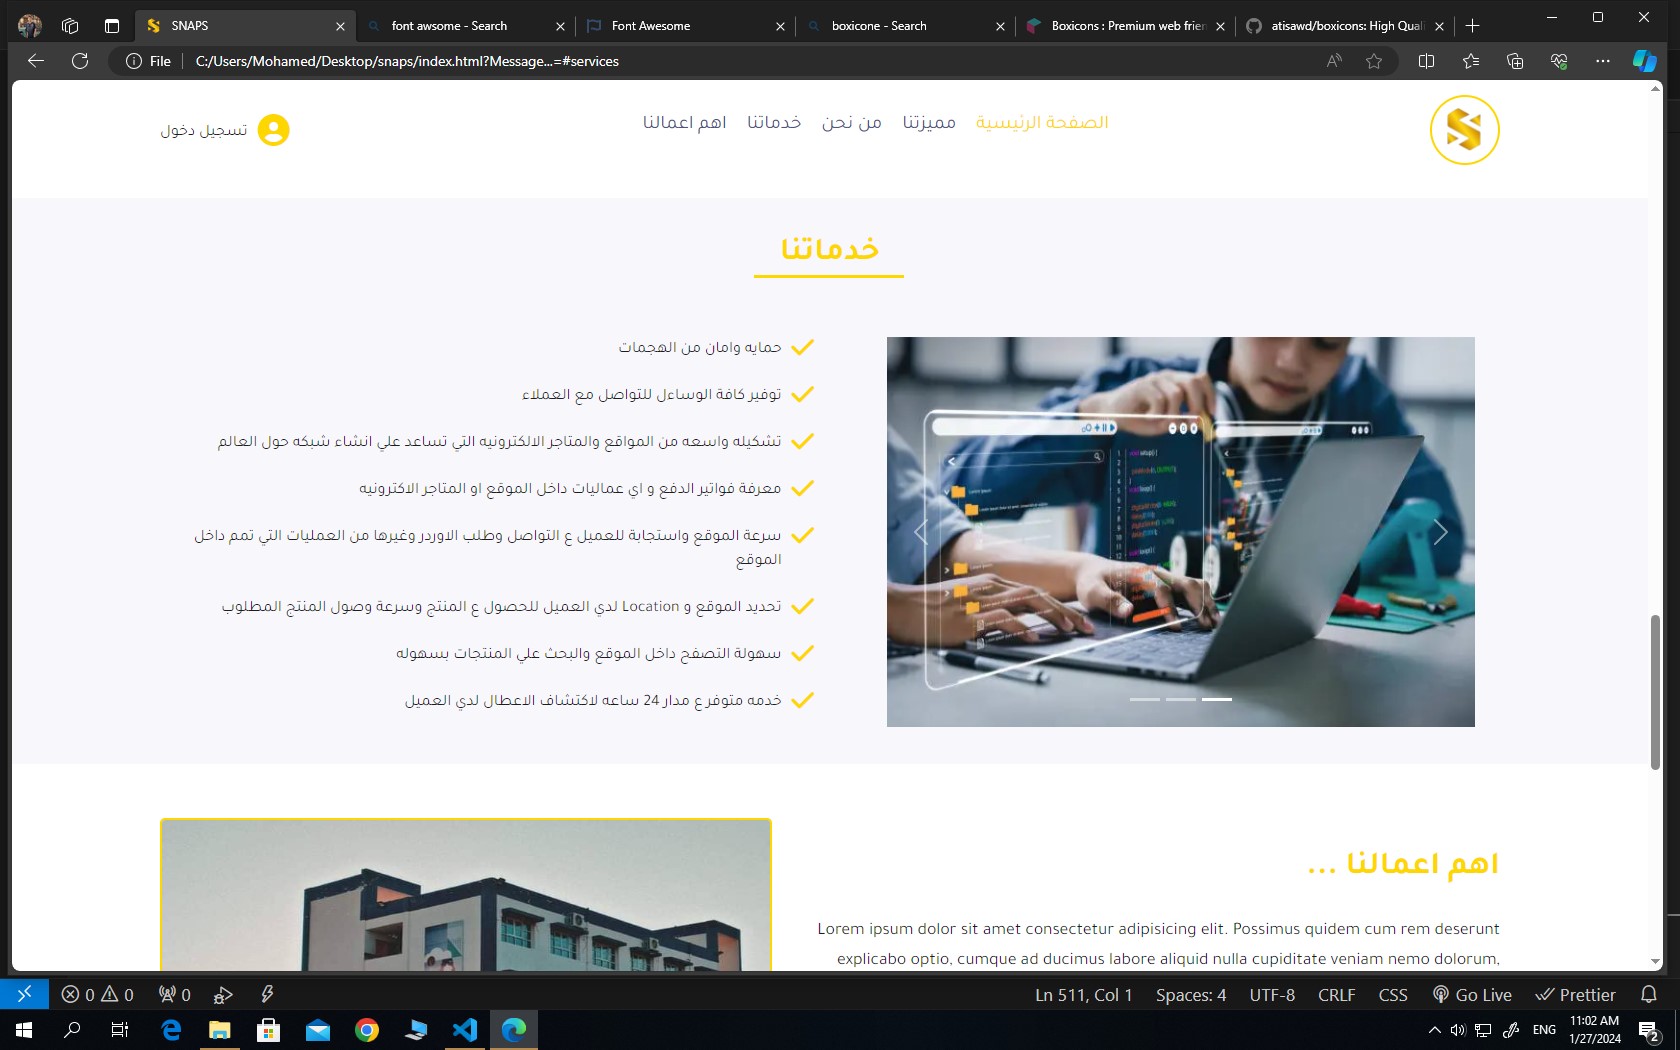 SNAPS
font awsome - Search
Font Awesome
boxicone - Search
Boxicons : Premium web frien
atisawd/boxicons: High Quali
File
C:/Users/Mohamed/Desktop/snaps/index.html?Message...=#services
الصفحة الرئيسية
مميزتنا
من نحن
خدماتنا
اهم اعمالنا
تسجيل دخول
خدماتنا
حمايه وامان من الهجمات
توفير كافة الوساءل للتواصل مع العملاء
تشكيله واسعه من المواقع والمتاجر الالكترونيه التي تساعد علي انشاء شبكه حول العالم
معرفة فواتير الدفع و اي عماليات داخل الموقع او المتاجر الاكترونيه
سرعة الموقع واستجابة للعميل ع التواصل وطلب الاوردر وغيرها من العمليات التي تمم داخل
الموقع
تحديد الموقع و Location لدي العميل للحصول ع المنتج وسرعة وصول المنتج المطلوب
سهولة التصفح داخل الموقع والبحث علي المنتجات بسهوله
خدمه متوفر ع مدار 24 ساعه لاكتشاف الاعطال لدي العميل
اهم اعمالنا ...
Lorem ipsum dolor sit amet consectetur adipisicing elit. Possimus quidem cum rem deserunt
explicabo optio, cumque ad ducimus labore aliquid nulla cupiditate veniam nemo dolorum,
0 0 0
Ln 511, Col 1
Spaces: 4
UTF-8
CRLF
CSS
Go Live
Prettier
ENG
11:02 AM
1/27/2024
2